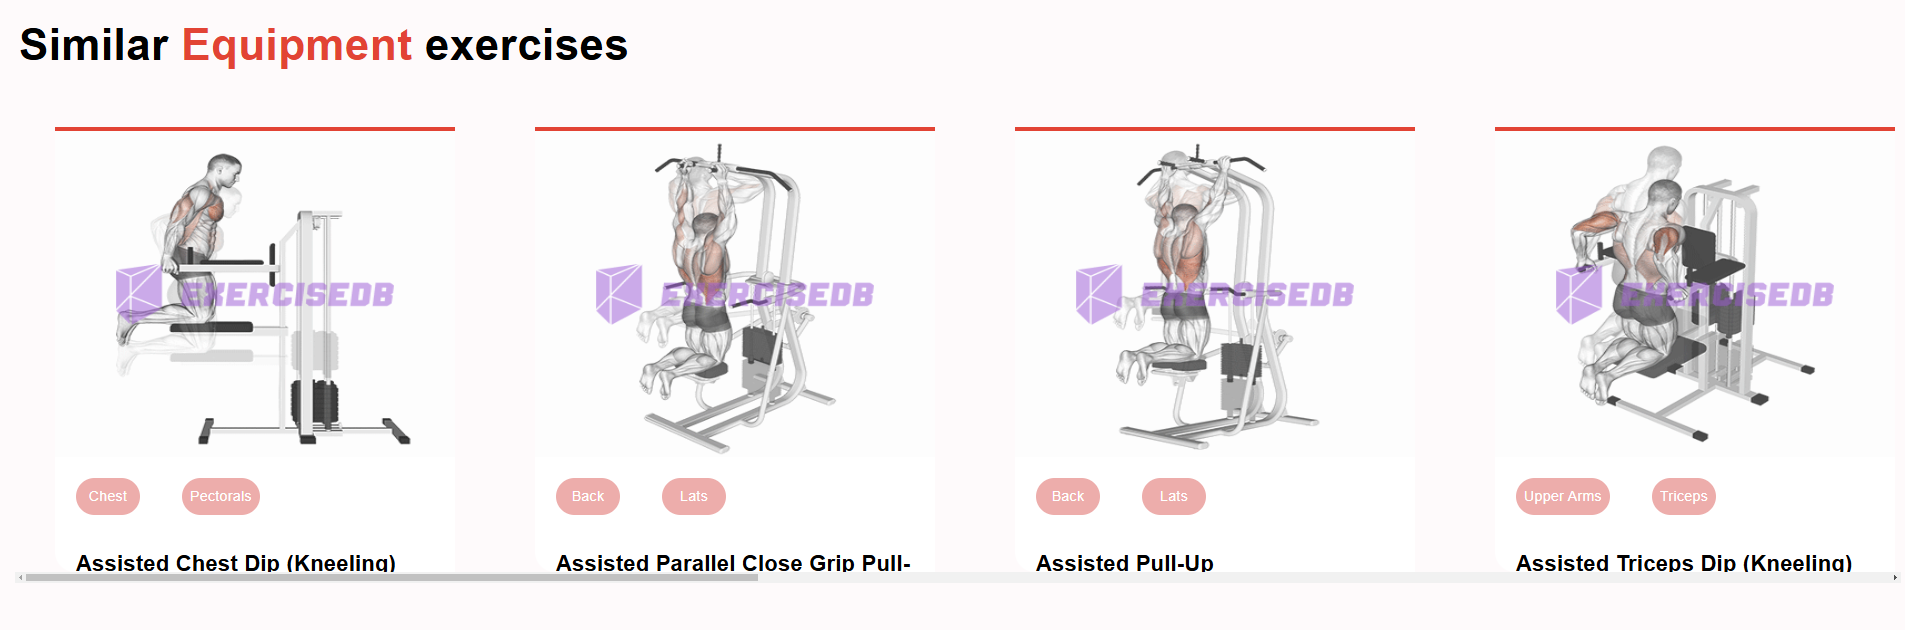 Similar Equipment exercises
EXERCISEDB EXERCISEDB EXERCISEDB EXERCISEDB
Chest Pectorals Back Lats Back Lats Upper Arms Triceps
Assisted Chest Dip (Kneeling) Assisted Parallel Close Grip Pull- Assisted Pull-Up Assisted Triceps Dip (Kneeling)